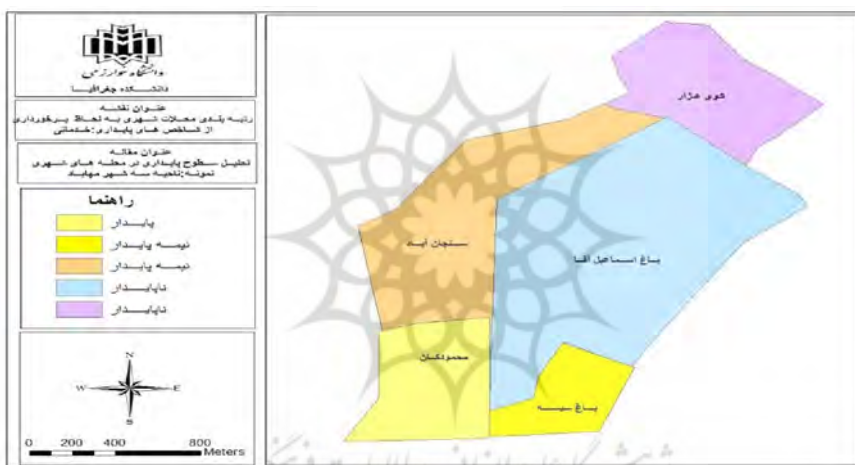 دانشگاه خوارزمی
دانشکده جغرافیا
عنوان نقشه
رتبه بندی محلات شهری به لحاظ برخورداری
از شاخص های پایداری:خدماتی
عنوان مقاله
تحلیل سطوح پایداری در محله های شهری
نمونه:ناحیه سه شهر مهاباد
راهنما
پایدار
نیمه پایدار
نیمه پایدار
ناپایدار
ناپایدار
N
W
E
S
0 200 400 800
Meters
کوی هژار
سنجان آباد
باغ اسماعیل آقا
محمودکان
باغ سیسه